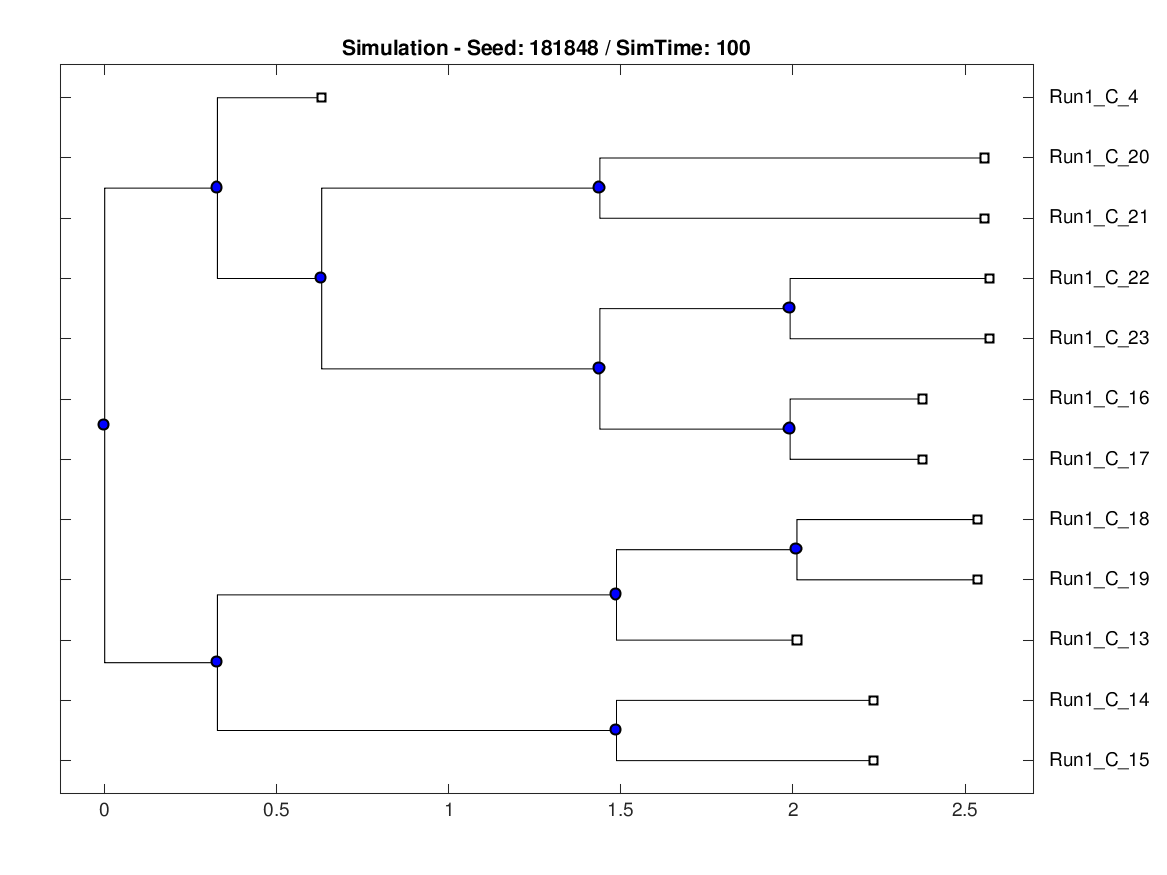 Simulation - Seed: 181848 / SimTime: 100
Run1_C_4
Run1_C_20
Run1_C_21
Run1_C_22
Run1_C_23
Run1_C_16
Run1_C_17
Run1_C_18
Run1_C_19
Run1_C_13
Run1_C_14
Run1_C_15
0 0.5 1 1.5 2 2.5